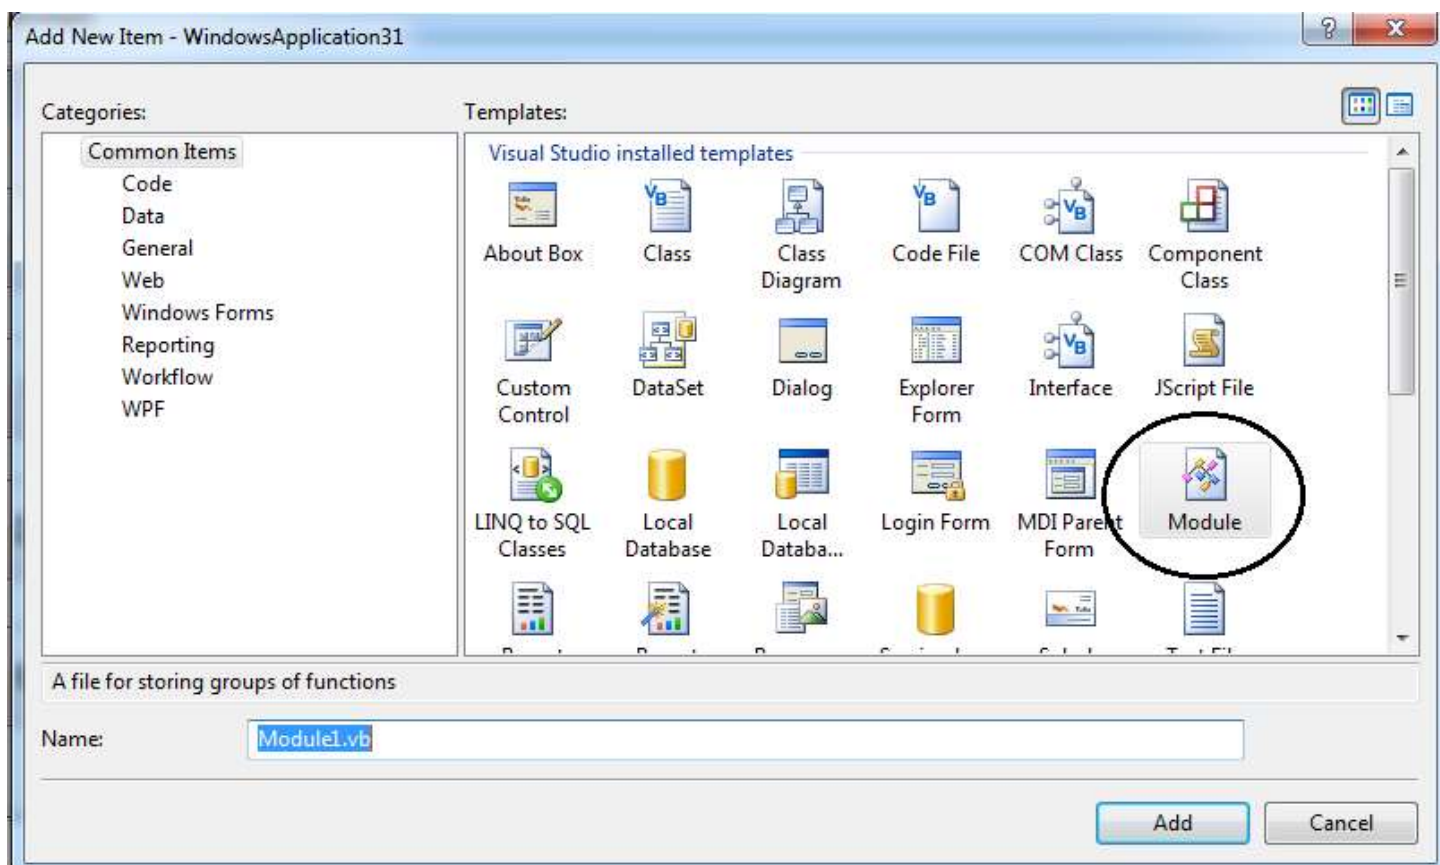 Add New Item - WindowsApplication31
Categories:
Templates:
Common Items
Code
Data
General
Web
Windows Forms
Reporting
Workflow
WPF
Visual Studio installed templates
About Box
Class
Class
Diagram
Code File
COM Class
Component
Class
Custom
Control
DataSet
Dialog
Explorer
Form
Interface
JScript File
LINQ to SQL
Classes
Local
Database
Local
Databa...
Login Form
MDI Parent
Form
Module
A file for storing groups of functions
Name:
Module1.vb
Add
Cancel